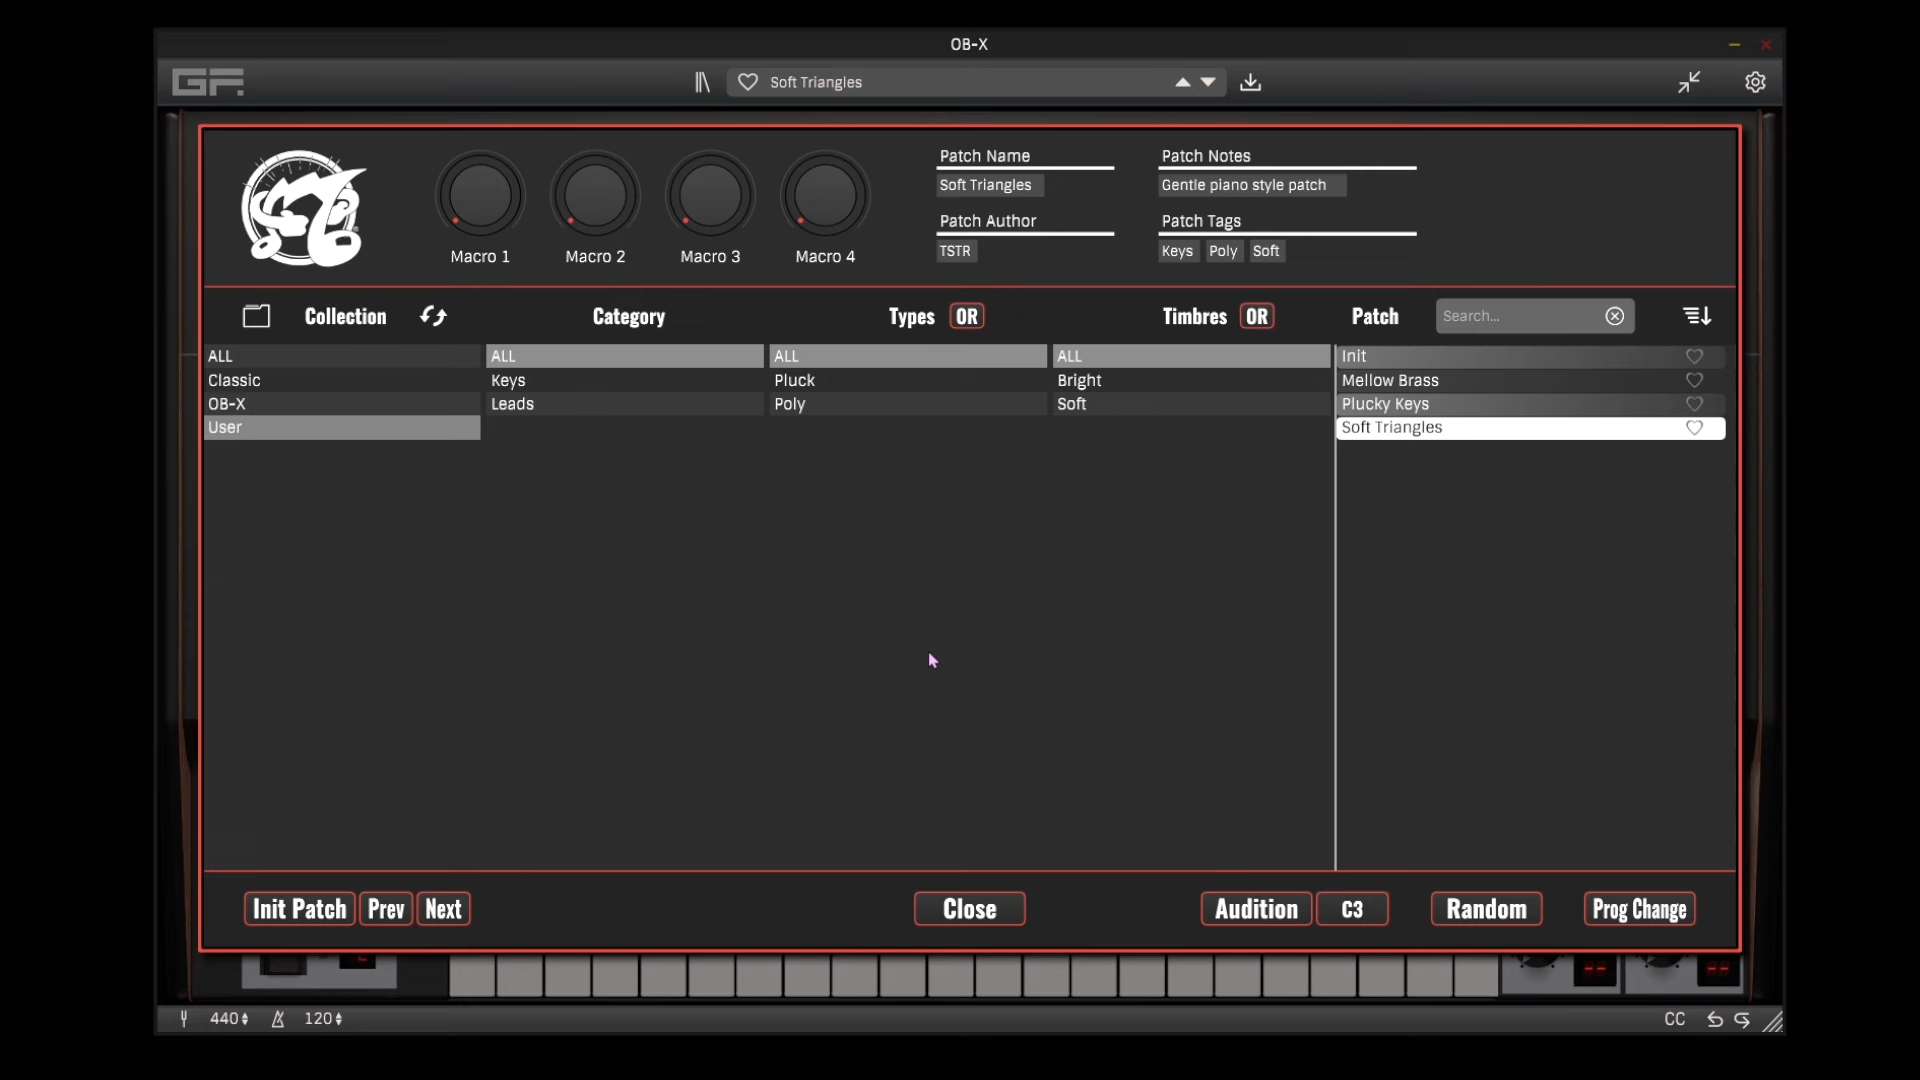 OB-X
GF.
Soft Triangles
Macro 1
Macro 2
Macro 3
Macro 4
Patch Name
Soft Triangles
Patch Author
TSTR
Patch Notes
Gentle piano style patch
Patch Tags
Keys Poly Soft
Collection
Category
Types OR
Timbres OR
Patch
Search...
ALL
Classic
OB-X
User
ALL
Keys
Leads
ALL
Pluck
Poly
ALL
Bright
Soft
Init
Mellow Brass
Plucky Keys
Soft Triangles
Init Patch
Prev
Next
Close
Audition
C3
Random
Prog Change
440
120
CC